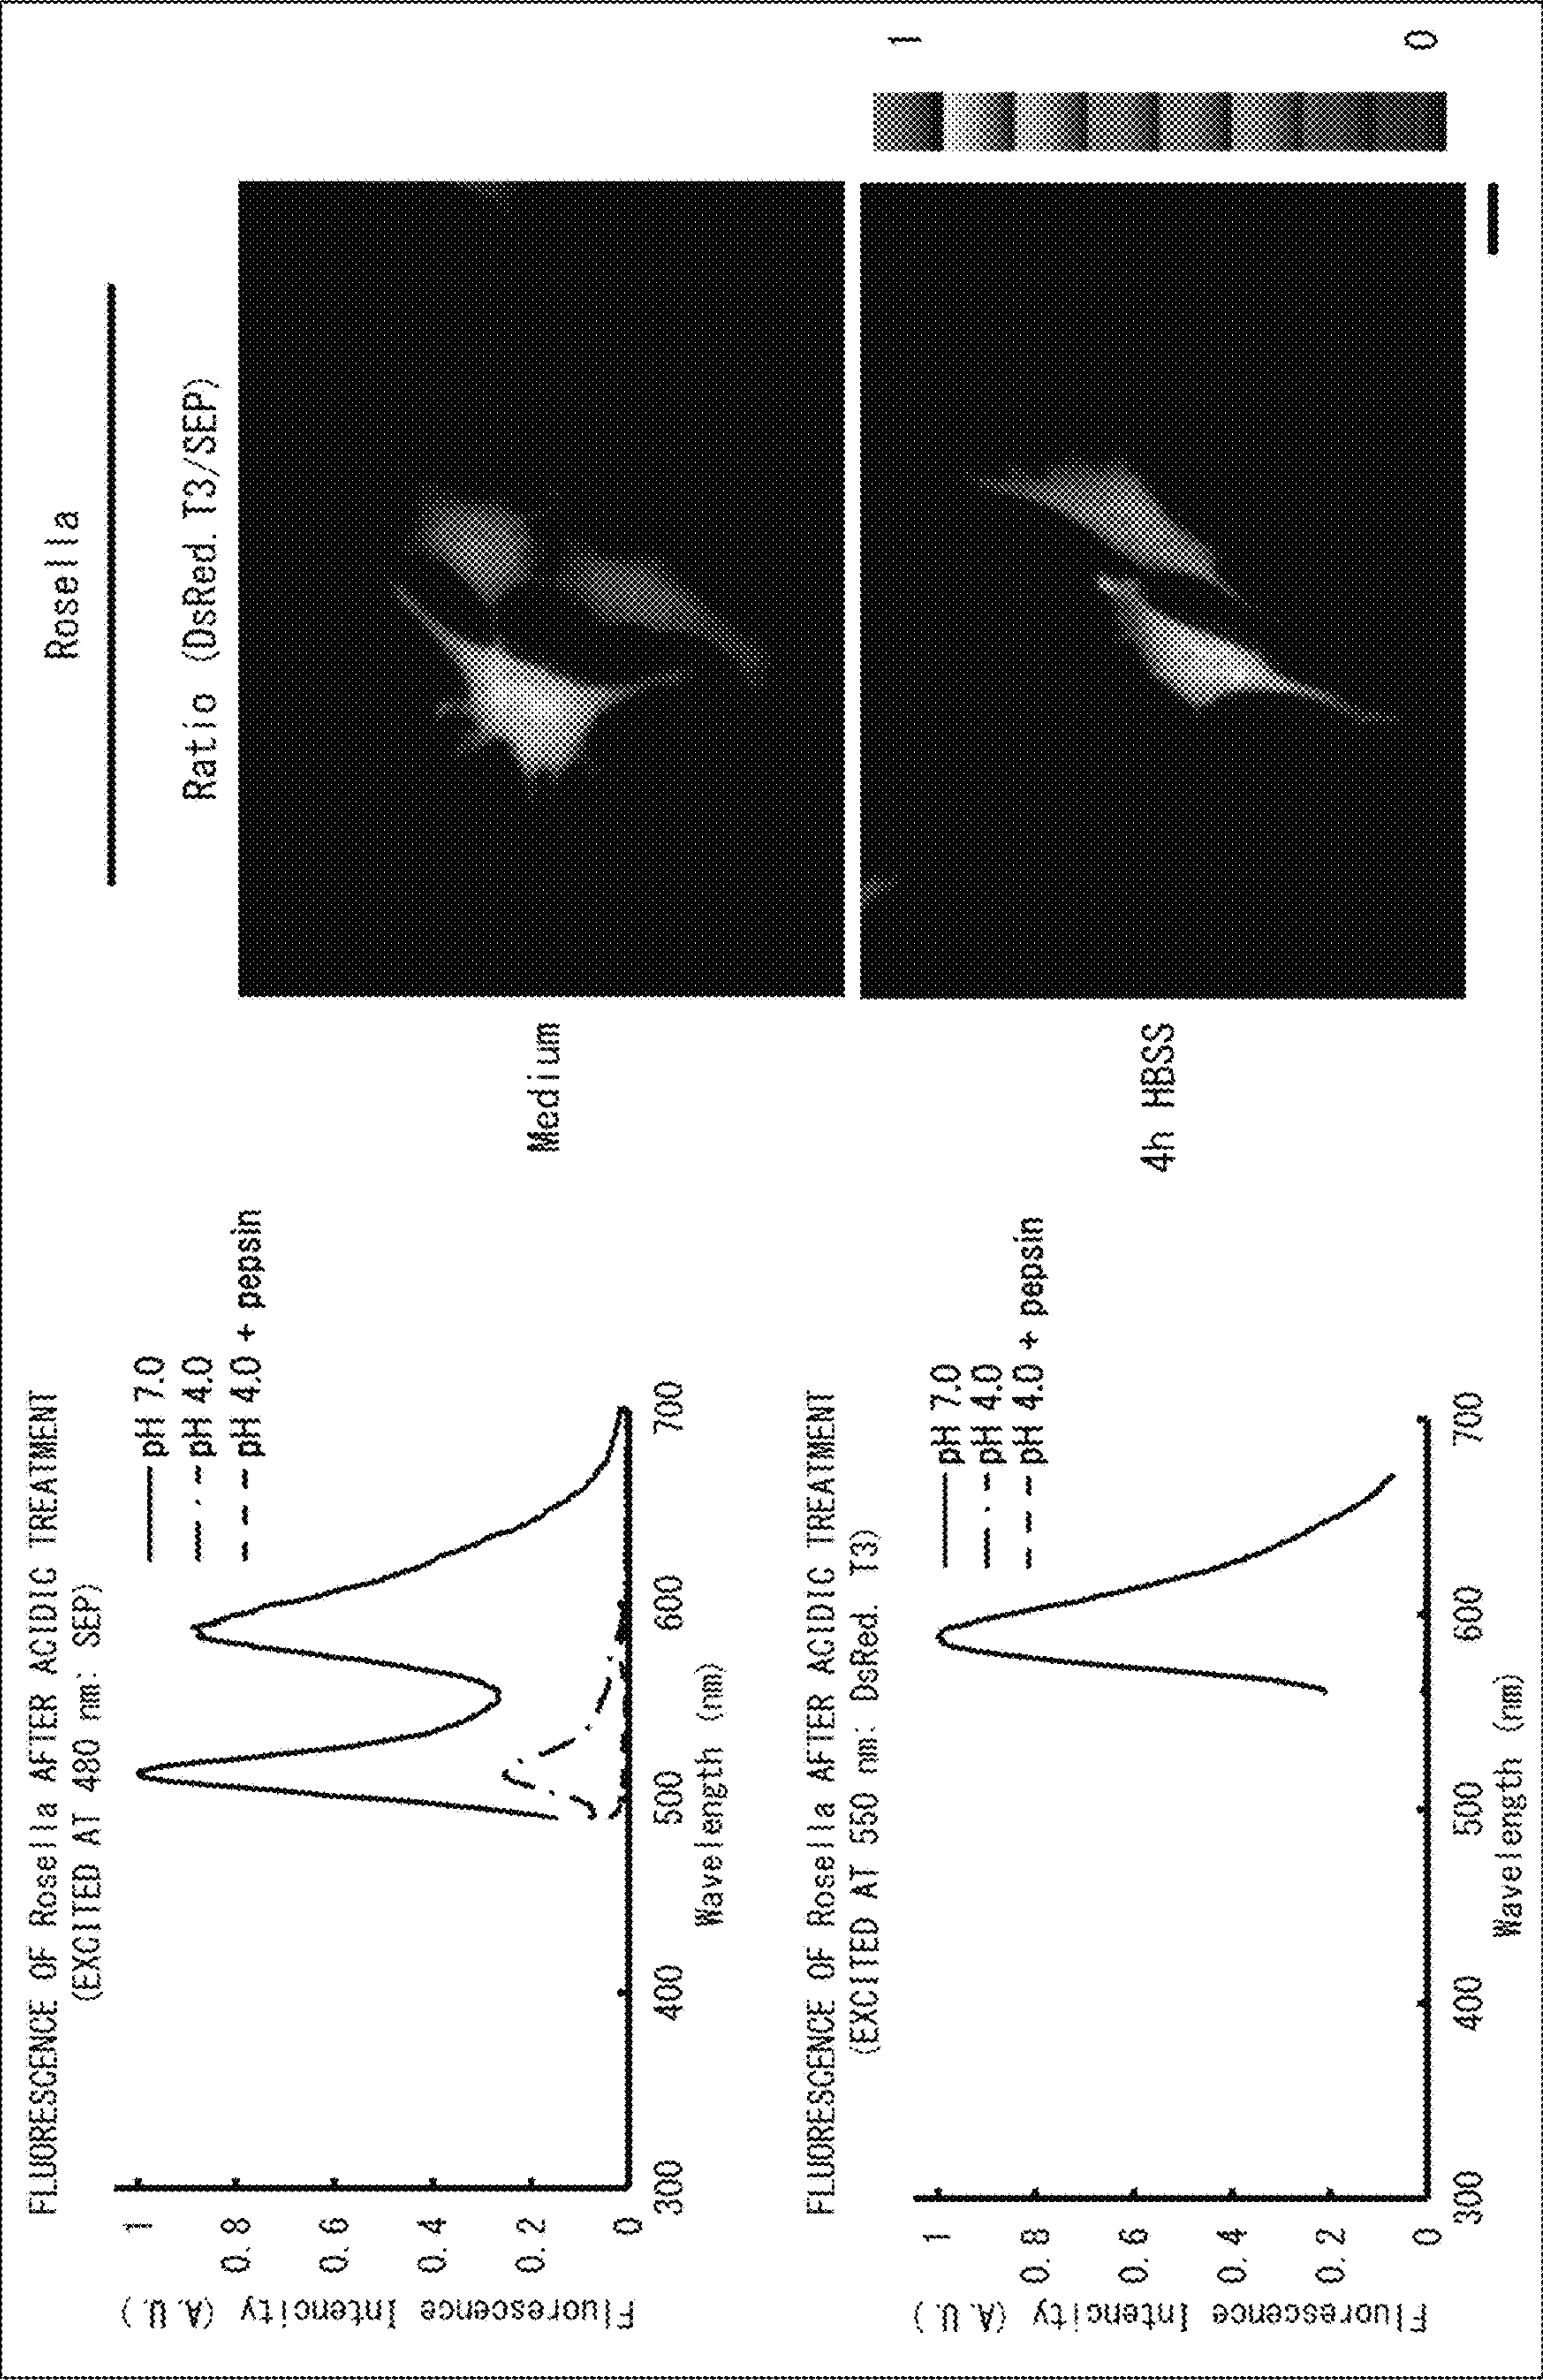 FLUORESCENCE OF Rosella AFTER ACIDIC TREATMENT
(EXCITED AT 480 nm: SEP)
Fluorescence Intencity (A.U.)
1
0.8
0.6
0.4
0.2
0
pH 7.0
pH 4.0
pH 4.0 + pepsin
300 400 500 600 700
Wavelength (nm)
FLUORESCENCE OF Rosella AFTER ACIDIC TREATMENT
(EXCITED AT 550 nm: DsRed. T3)
Fluorescence Intencity (A.U.)
1
0.8
0.6
0.4
0.2
0
pH 7.0
pH 4.0
pH 4.0 + pepsin
300 400 500 600 700
Wavelength (nm)
Rosella
Ratio (DsRed. T3/SEP)
Medium
4h HBSS
1
0